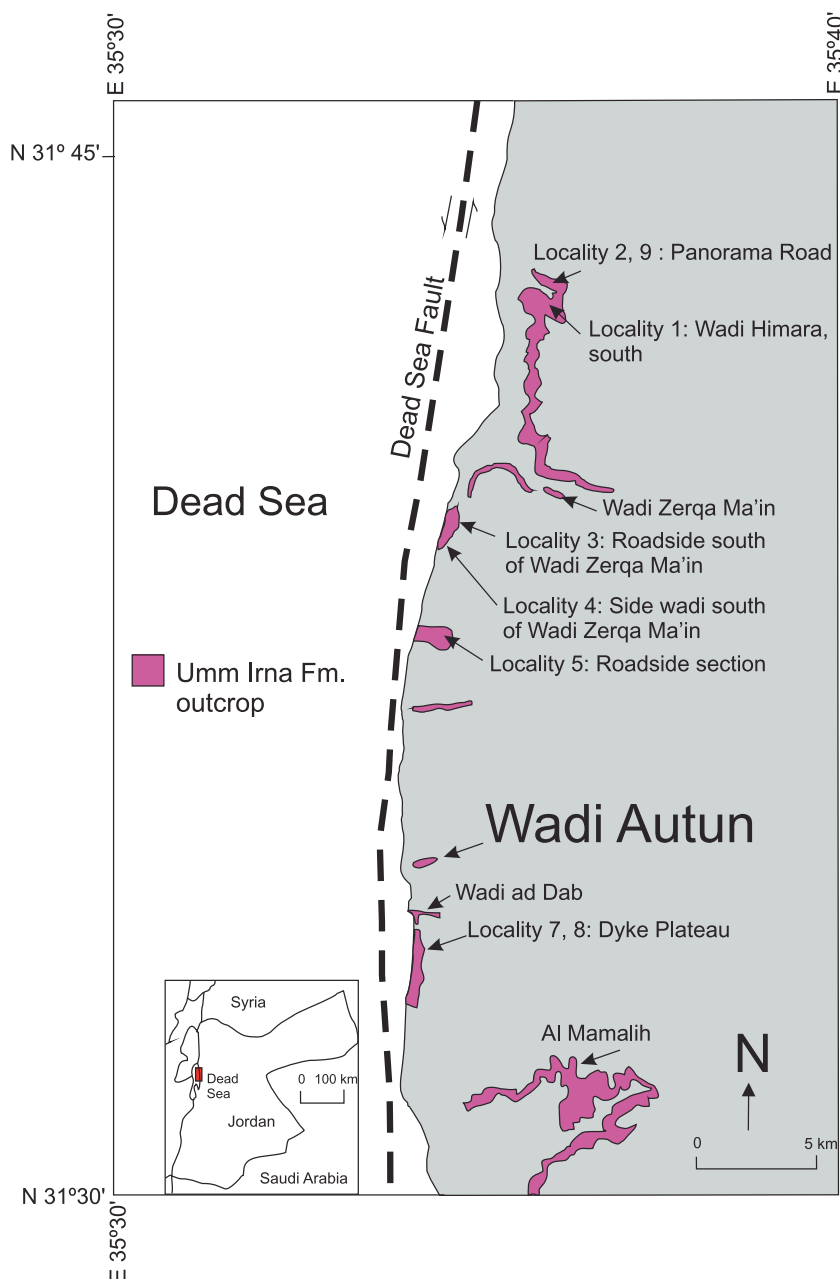 E 35º30'
E 35º40'
N 31º 45'
Locality 2, 9 : Panorama Road
Locality 1: Wadi Himara,
south
Dead Sea Fault
Dead Sea
Wadi Zerqa Ma'in
Locality 3: Roadside south
of Wadi Zerqa Ma'in
Locality 4: Side wadi south
of Wadi Zerqa Ma'in
Locality 5: Roadside section
Umm Irna Fm.
outcrop
Wadi Autun
Wadi ad Dab
Locality 7, 8: Dyke Plateau
Al Mamalih
N
0 5 km
Syria
0 100 km
Dead
Sea
Jordan
Saudi Arabia
N 31º30'
E 35º30'